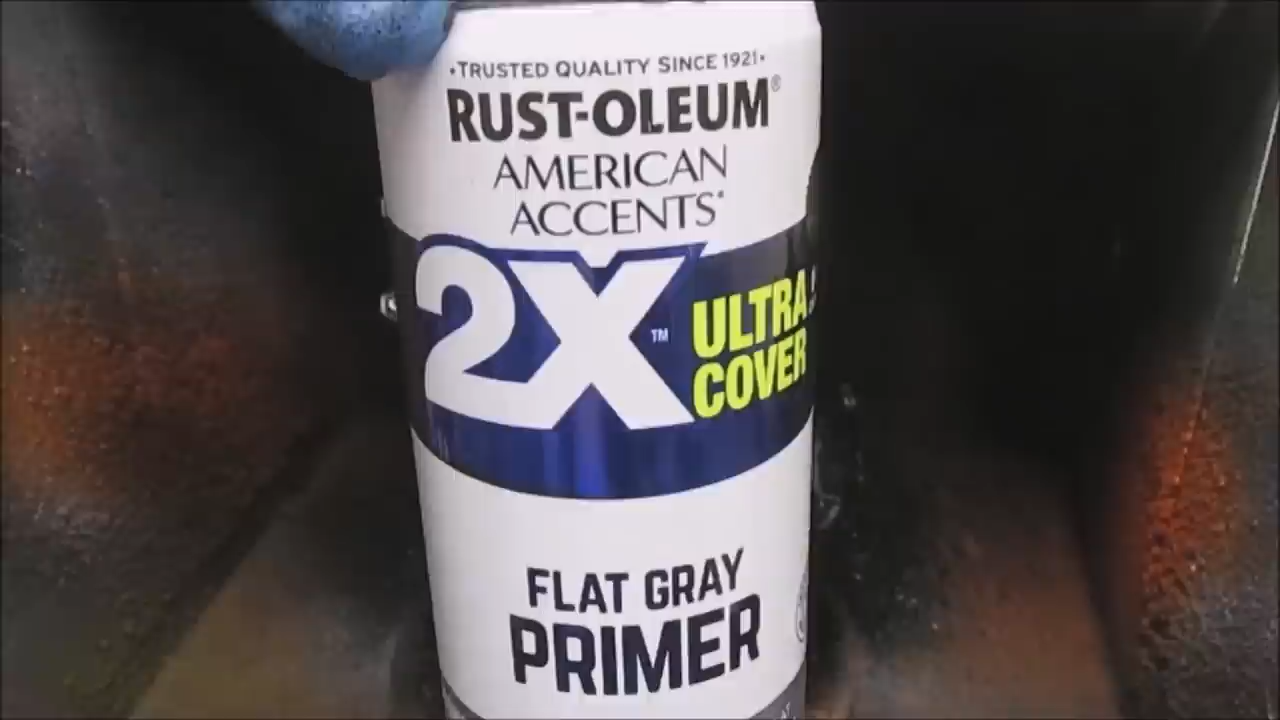 •TRUSTED QUALITY SINCE 1921•
RUST-OLEUM®
AMERICAN
ACCENTS®
2X™
ULTRA
COVER
FLAT GRAY
PRIMER